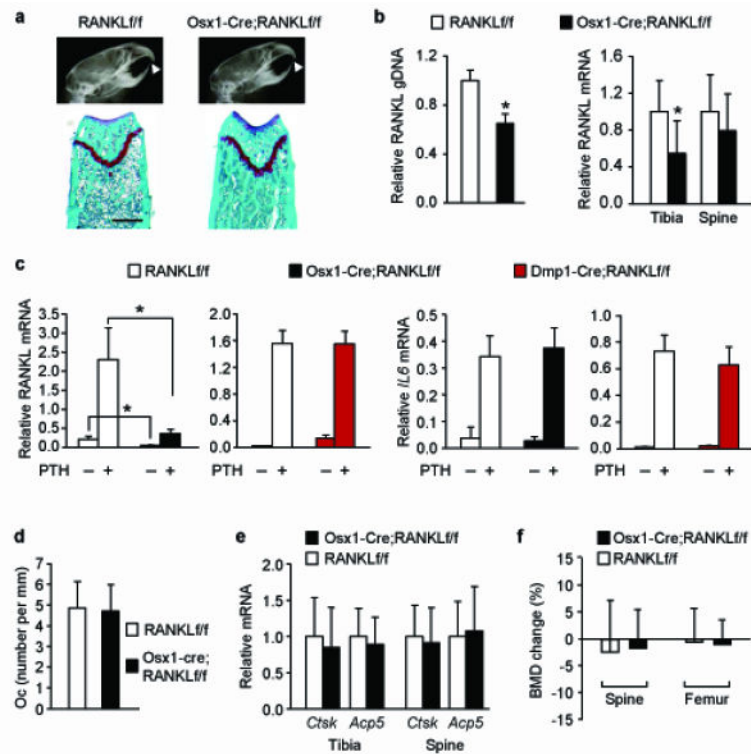 a
RANKLf/f
Osx1-Cre;RANKLf/f
b
RANKLf/f
Osx1-Cre;RANKLf/f
Relative RANKL gDNA
1.2
0.8
0.4
0.0
*
Relative RANKL mRNA
1.6
1.2
0.8
0.4
0.0
*
Tibia
Spine
c
RANKLf/f
Osx1-Cre;RANKLf/f
Dmp1-Cre;RANKLf/f
Relative RANKL mRNA
3.5
3.0
2.5
2.0
1.5
1.0
0.5
0.0
*
*
PTH – + – +
2.0
1.6
1.2
0.8
0.4
0.0
– + – +
Relative IL6 mRNA
0.5
0.4
0.3
0.2
0.1
0.0
PTH – + – +
1.0
0.8
0.6
0.4
0.2
0.0
– + – +
d
Oc (number per mm)
7
6
5
4
3
2
1
0
RANKLf/f
Osx1-cre;
RANKLf/f
e
Osx1-Cre;RANKLf/f
RANKLf/f
Relative mRNA
2.0
1.5
1.0
0.5
0.0
Ctsk Acp5 Ctsk Acp5
Tibia Spine
f
Osx1-Cre;RANKLf/f
RANKLf/f
BMD change (%)
15
10
5
0
-5
-10
-15
Spine
Femur